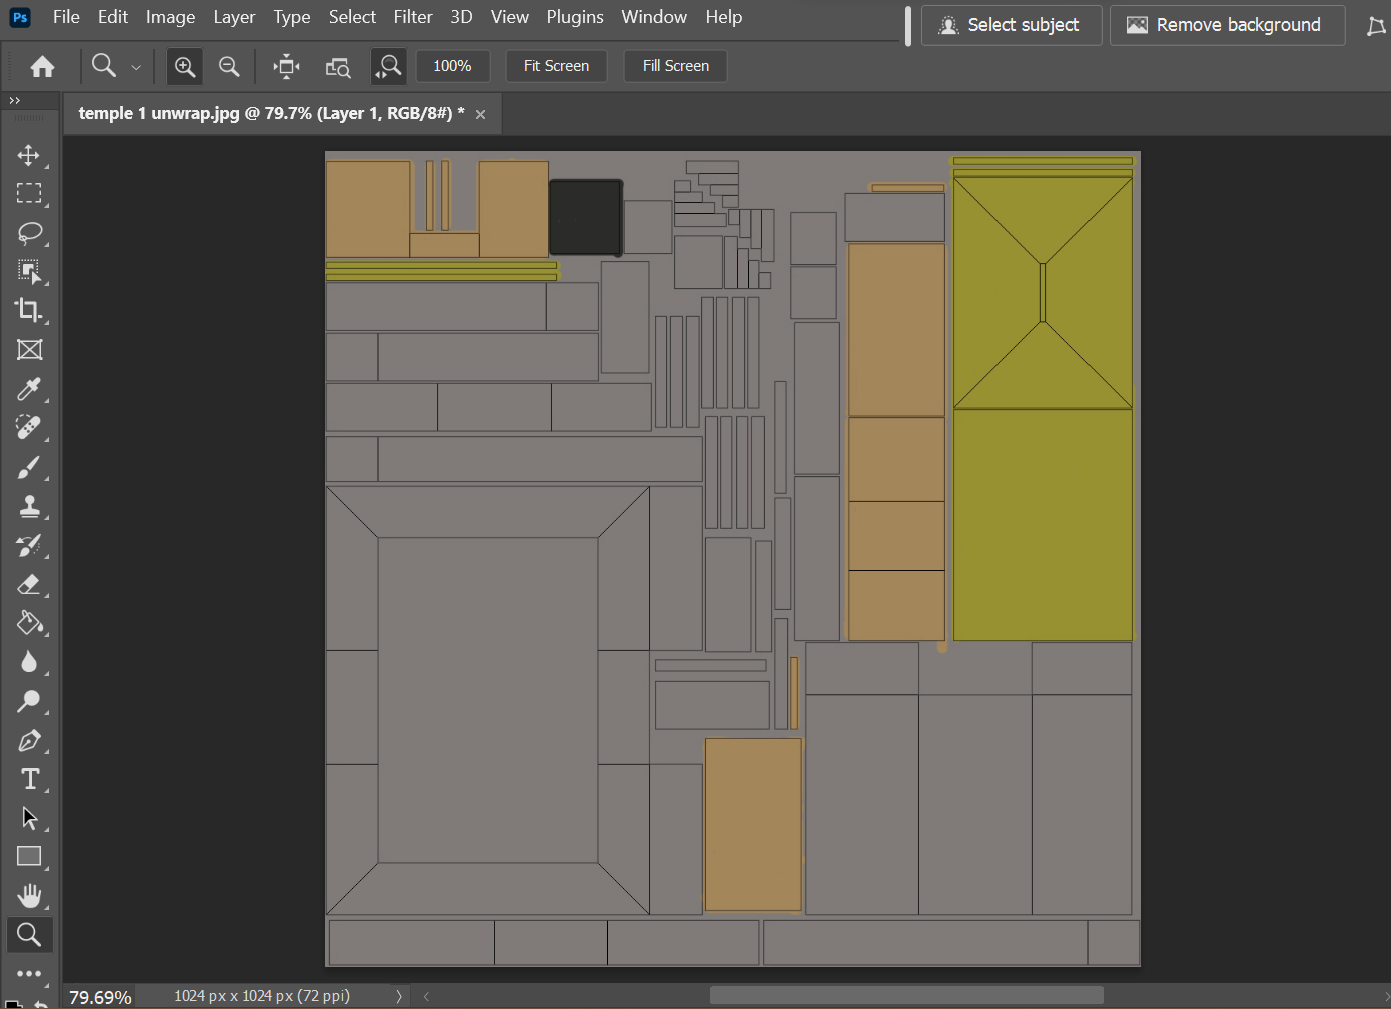 Ps File Edit Image Layer Type Select Filter 3D View Plugins Window Help
Select subject
Remove background
100%
Fit Screen
Fill Screen
temple 1 unwrap.jpg @ 79.7% (Layer 1, RGB/8#) *
79.69%
1024 px x 1024 px (72 ppi)